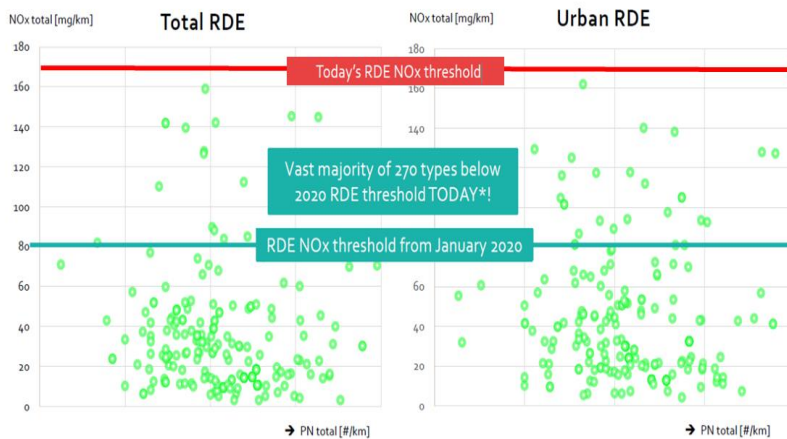 Total RDE
Urban RDE
NOx total [mg/km]
NOx total [mg/km]
180
160
140
120
100
80
60
40
20
0
180
160
140
120
100
80
60
40
20
0
Today's RDE NOx threshold
Vast majority of 270 types below
2020 RDE threshold TODAY*!
RDE NOx threshold from January 2020
→ PN total [#/km]
→ PN total [#/km]